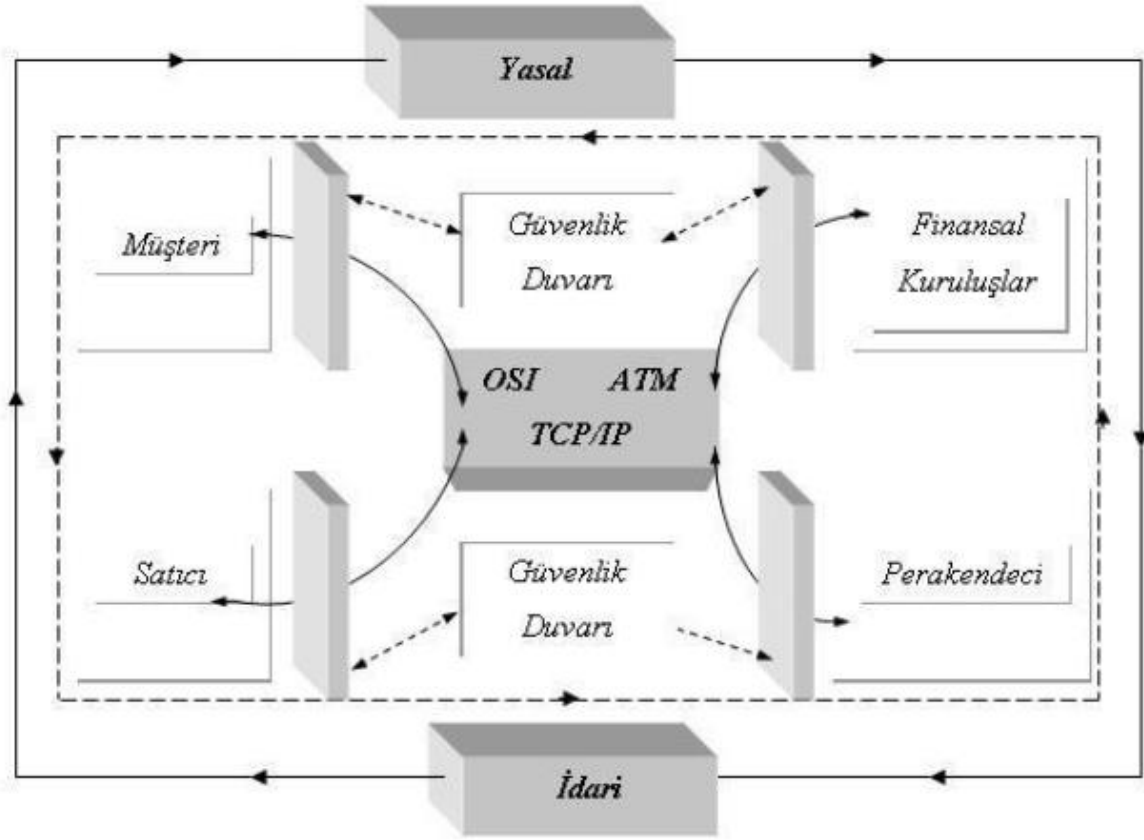 Yasal
Müşteri
Güvenlik
Duvarı
Finansal
Kuruluşlar
OSI ATM
TCP/IP
Satıcı
Güvenlik
Duvarı
Perakendeci
İdari